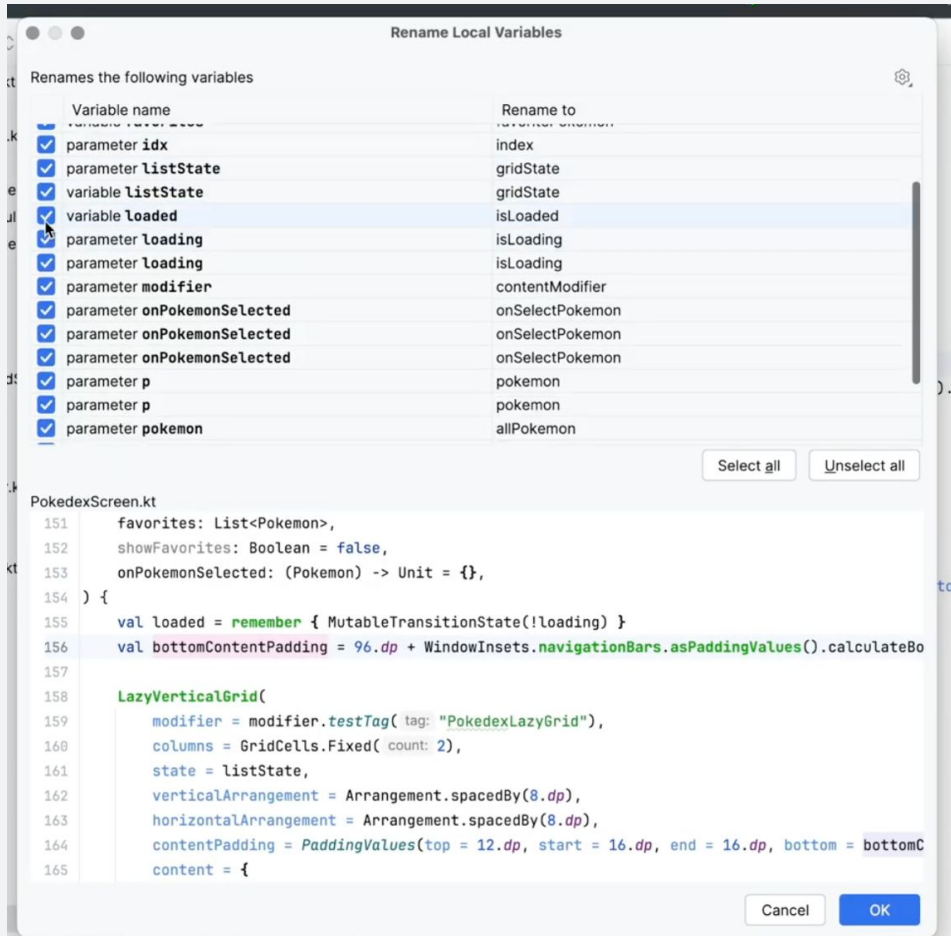 Rename Local Variables
Renames the following variables
Variable name Rename to
variable favorites favoritePokemon
parameter idx index
parameter listState gridState
variable listState gridState
variable loaded isLoaded
parameter loading isLoading
parameter loading isLoading
parameter modifier contentModifier
parameter onPokemonSelected onSelectPokemon
parameter onPokemonSelected onSelectPokemon
parameter onPokemonSelected onSelectPokemon
parameter p pokemon
parameter p pokemon
parameter pokemon allPokemon
Select all Unselect all
PokedexScreen.kt
151 favorites: List<Pokemon>,
152 showFavorites: Boolean = false,
153 onPokemonSelected: (Pokemon) -> Unit = {},
154 ) {
155 val loaded = remember { MutableTransitionState(!loading) }
156 val bottomContentPadding = 96.dp + WindowInsets.navigationBars.asPaddingValues().calculateBo
157
158 LazyVerticalGrid(
159 modifier = modifier.testTag( tag: "PokedexLazyGrid"),
160 columns = GridCells.Fixed( count: 2),
161 state = listState,
162 verticalArrangement = Arrangement.spacedBy(8.dp),
163 horizontalArrangement = Arrangement.spacedBy(8.dp),
164 contentPadding = PaddingValues(top = 12.dp, start = 16.dp, end = 16.dp, bottom = bottomC
165 content = {
Cancel OK